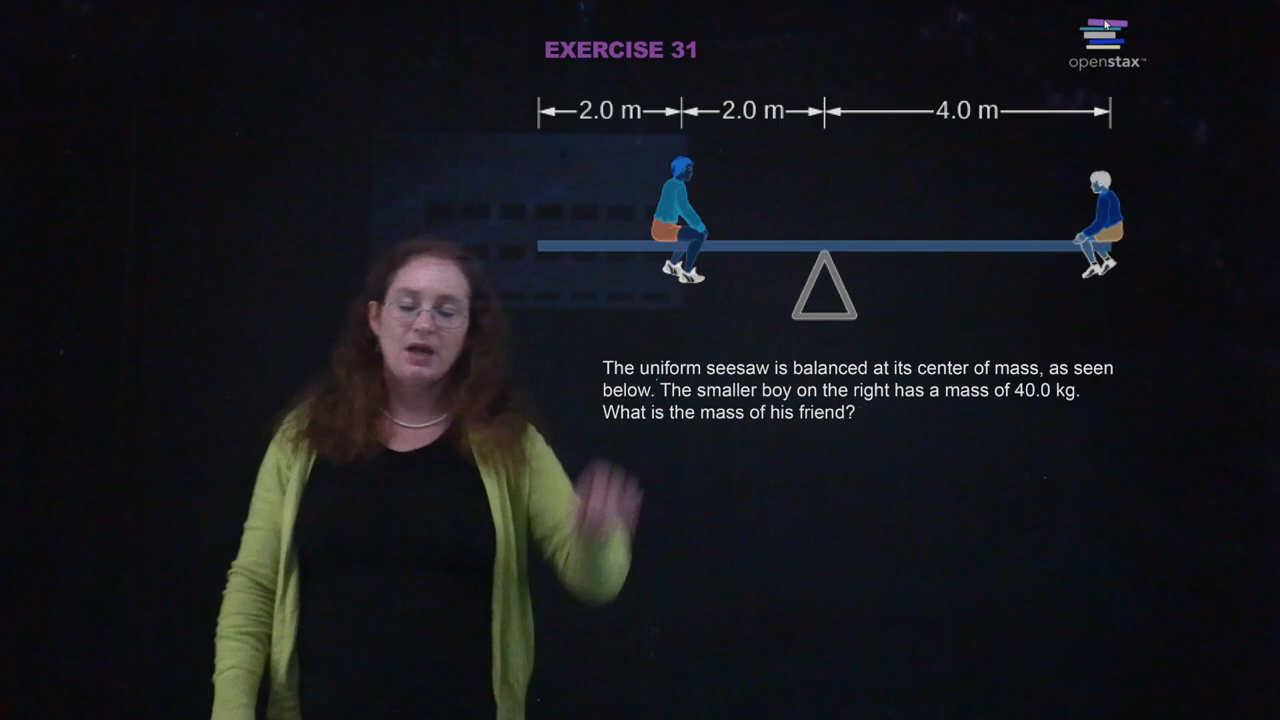 EXERCISE 31
openstax™
2.0 m 2.0 m 4.0 m
The uniform seesaw is balanced at its center of mass, as seen
below. The smaller boy on the right has a mass of 40.0 kg.
What is the mass of his friend?